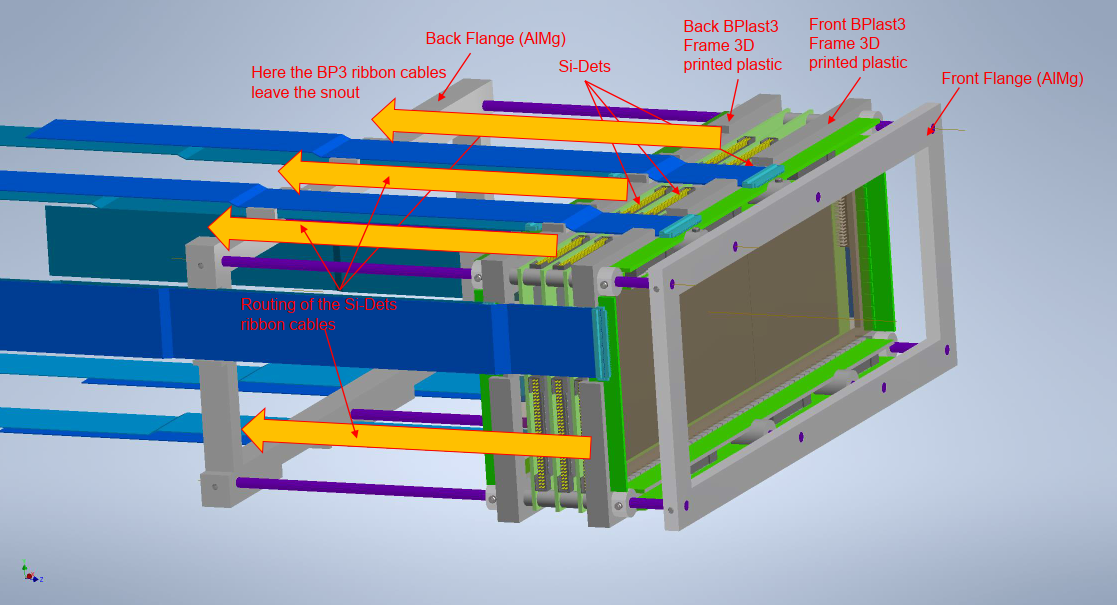 Back Flange (AlMg)
Here the BP3 ribbon cables
leave the snout
Si-Dets
Back BPlast3
Frame 3D
printed plastic
Front BPlast3
Frame 3D
printed plastic
Front Flange (AlMg)
Routing of the Si-Dets
ribbon cables
z